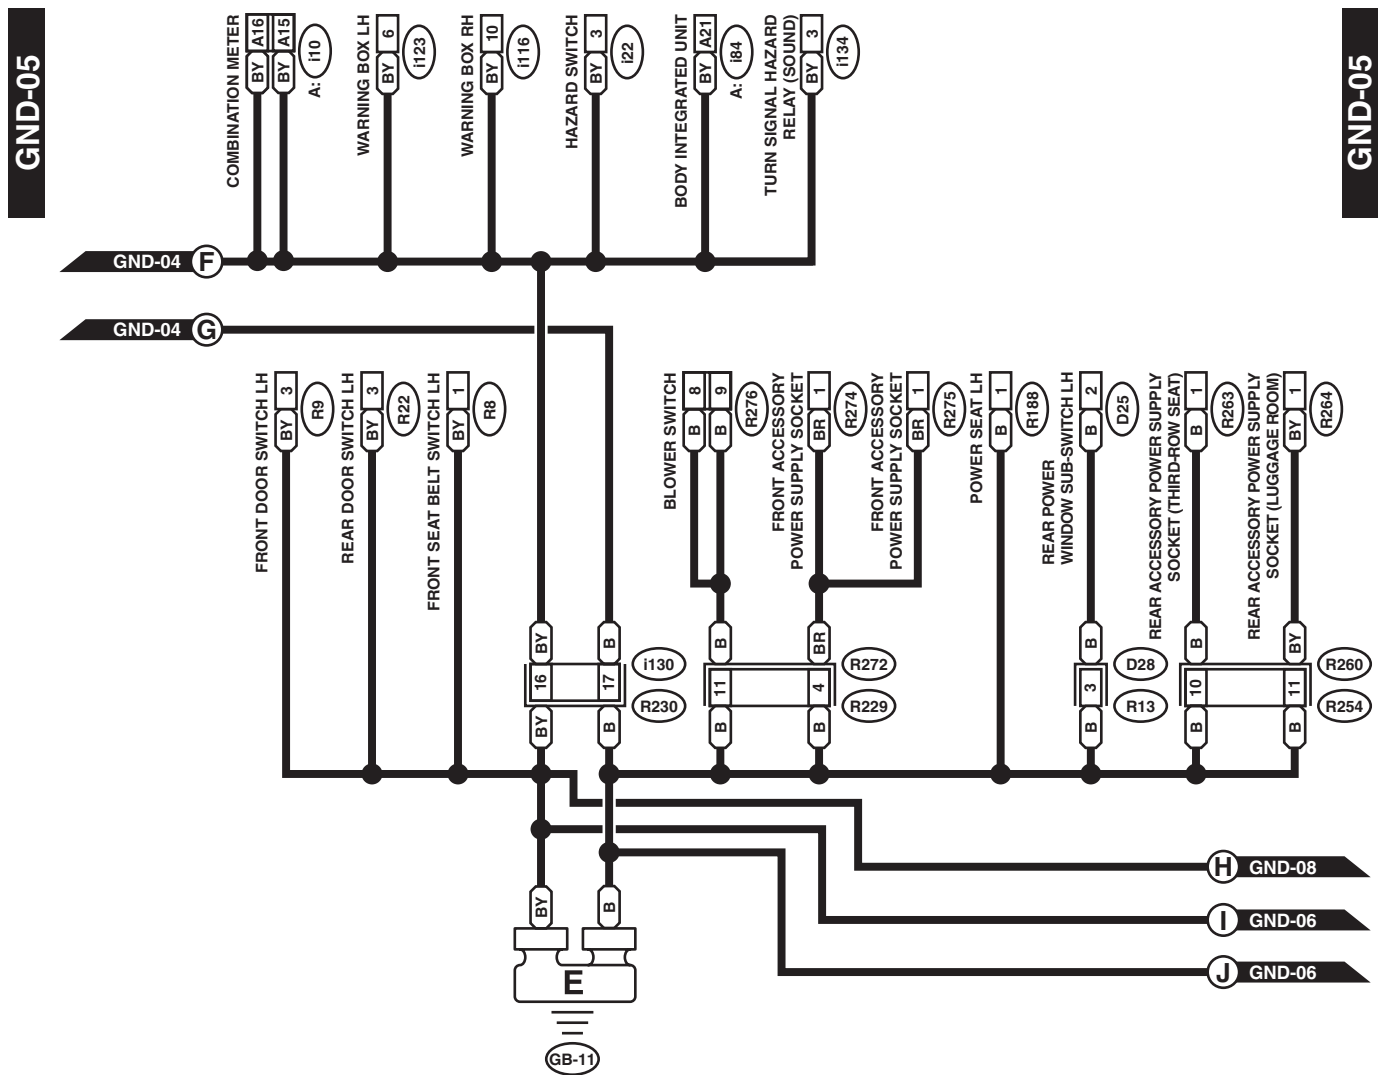 GND-05
GND-05
COMBINATION METER
A16
A15
BY
BY
A:
i10
WARNING BOX LH
6
BY
i123
WARNING BOX RH
10
BY
i116
HAZARD SWITCH
3
BY
i22
BODY INTEGRATED UNIT
A21
BY
A:
i84
TURN SIGNAL HAZARD
RELAY (SOUND)
3
BY
i134
GND-04
F
GND-04
G
FRONT DOOR SWITCH LH
3
BY
R9
REAR DOOR SWITCH LH
3
BY
R22
FRONT SEAT BELT SWITCH LH
1
BY
R8
BLOWER SWITCH
8
9
B
B
R276
FRONT ACCESSORY
POWER SUPPLY SOCKET
1
BR
R274
FRONT ACCESSORY
POWER SUPPLY SOCKET
1
BR
R275
POWER SEAT LH
1
B
R188
REAR POWER
WINDOW SUB-SWITCH LH
2
B
D25
REAR ACCESSORY POWER SUPPLY
SOCKET (THIRD-ROW SEAT)
1
B
R263
REAR ACCESSORY POWER SUPPLY
SOCKET (LUGGAGE ROOM)
1
BY
R264
BY
B
16
17
i130
R230
BY
B
B
BR
11
4
R272
R229
B
B
B
3
D28
R13
B
B
BY
10
11
R260
R254
B
B
H
GND-08
I
GND-06
J
GND-06
BY
B
E
GB-11